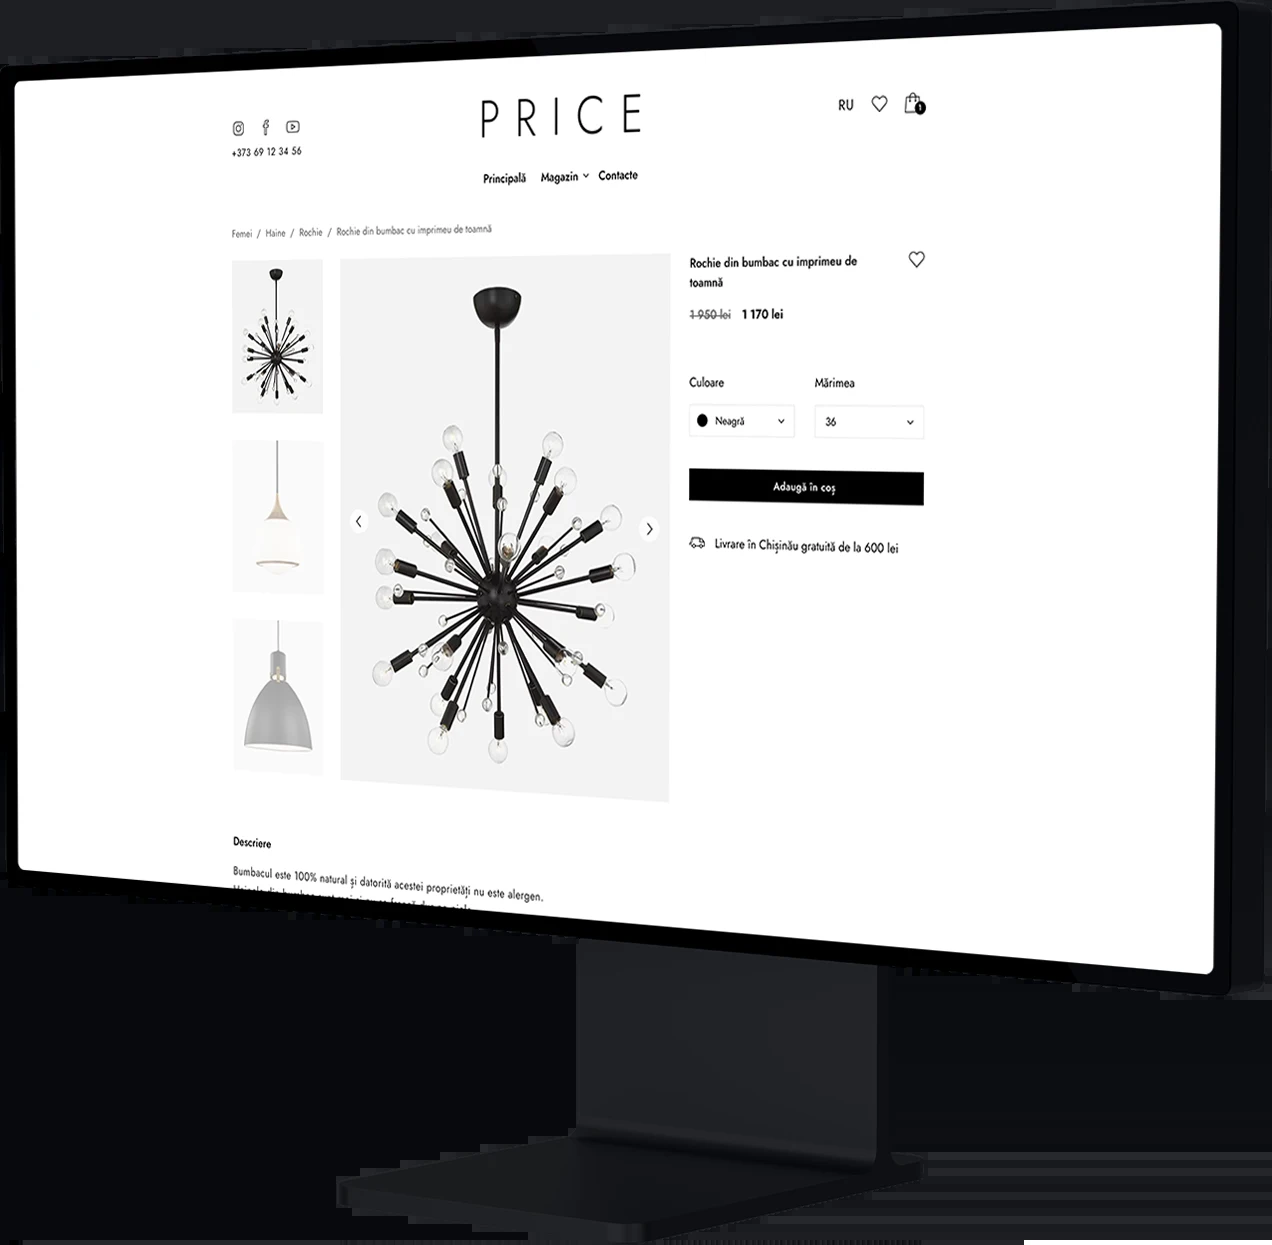 +373 69 12 34 56
PRICE
RU
1
Principală Magazin Contacte
Femei / Haine / Rochie / Rochie din bumbac cu imprimeu de toamnă
Rochie din bumbac cu imprimeu de
toamnă
1 950 lei 1 170 lei
Culoare
Mărimea
Neagră
36
Adaugă în coș
Livrare în Chișinău gratuită de la 600 lei
Descriere
Bumbacul este 100% natural și datorită acestei proprietăți nu este alergen.